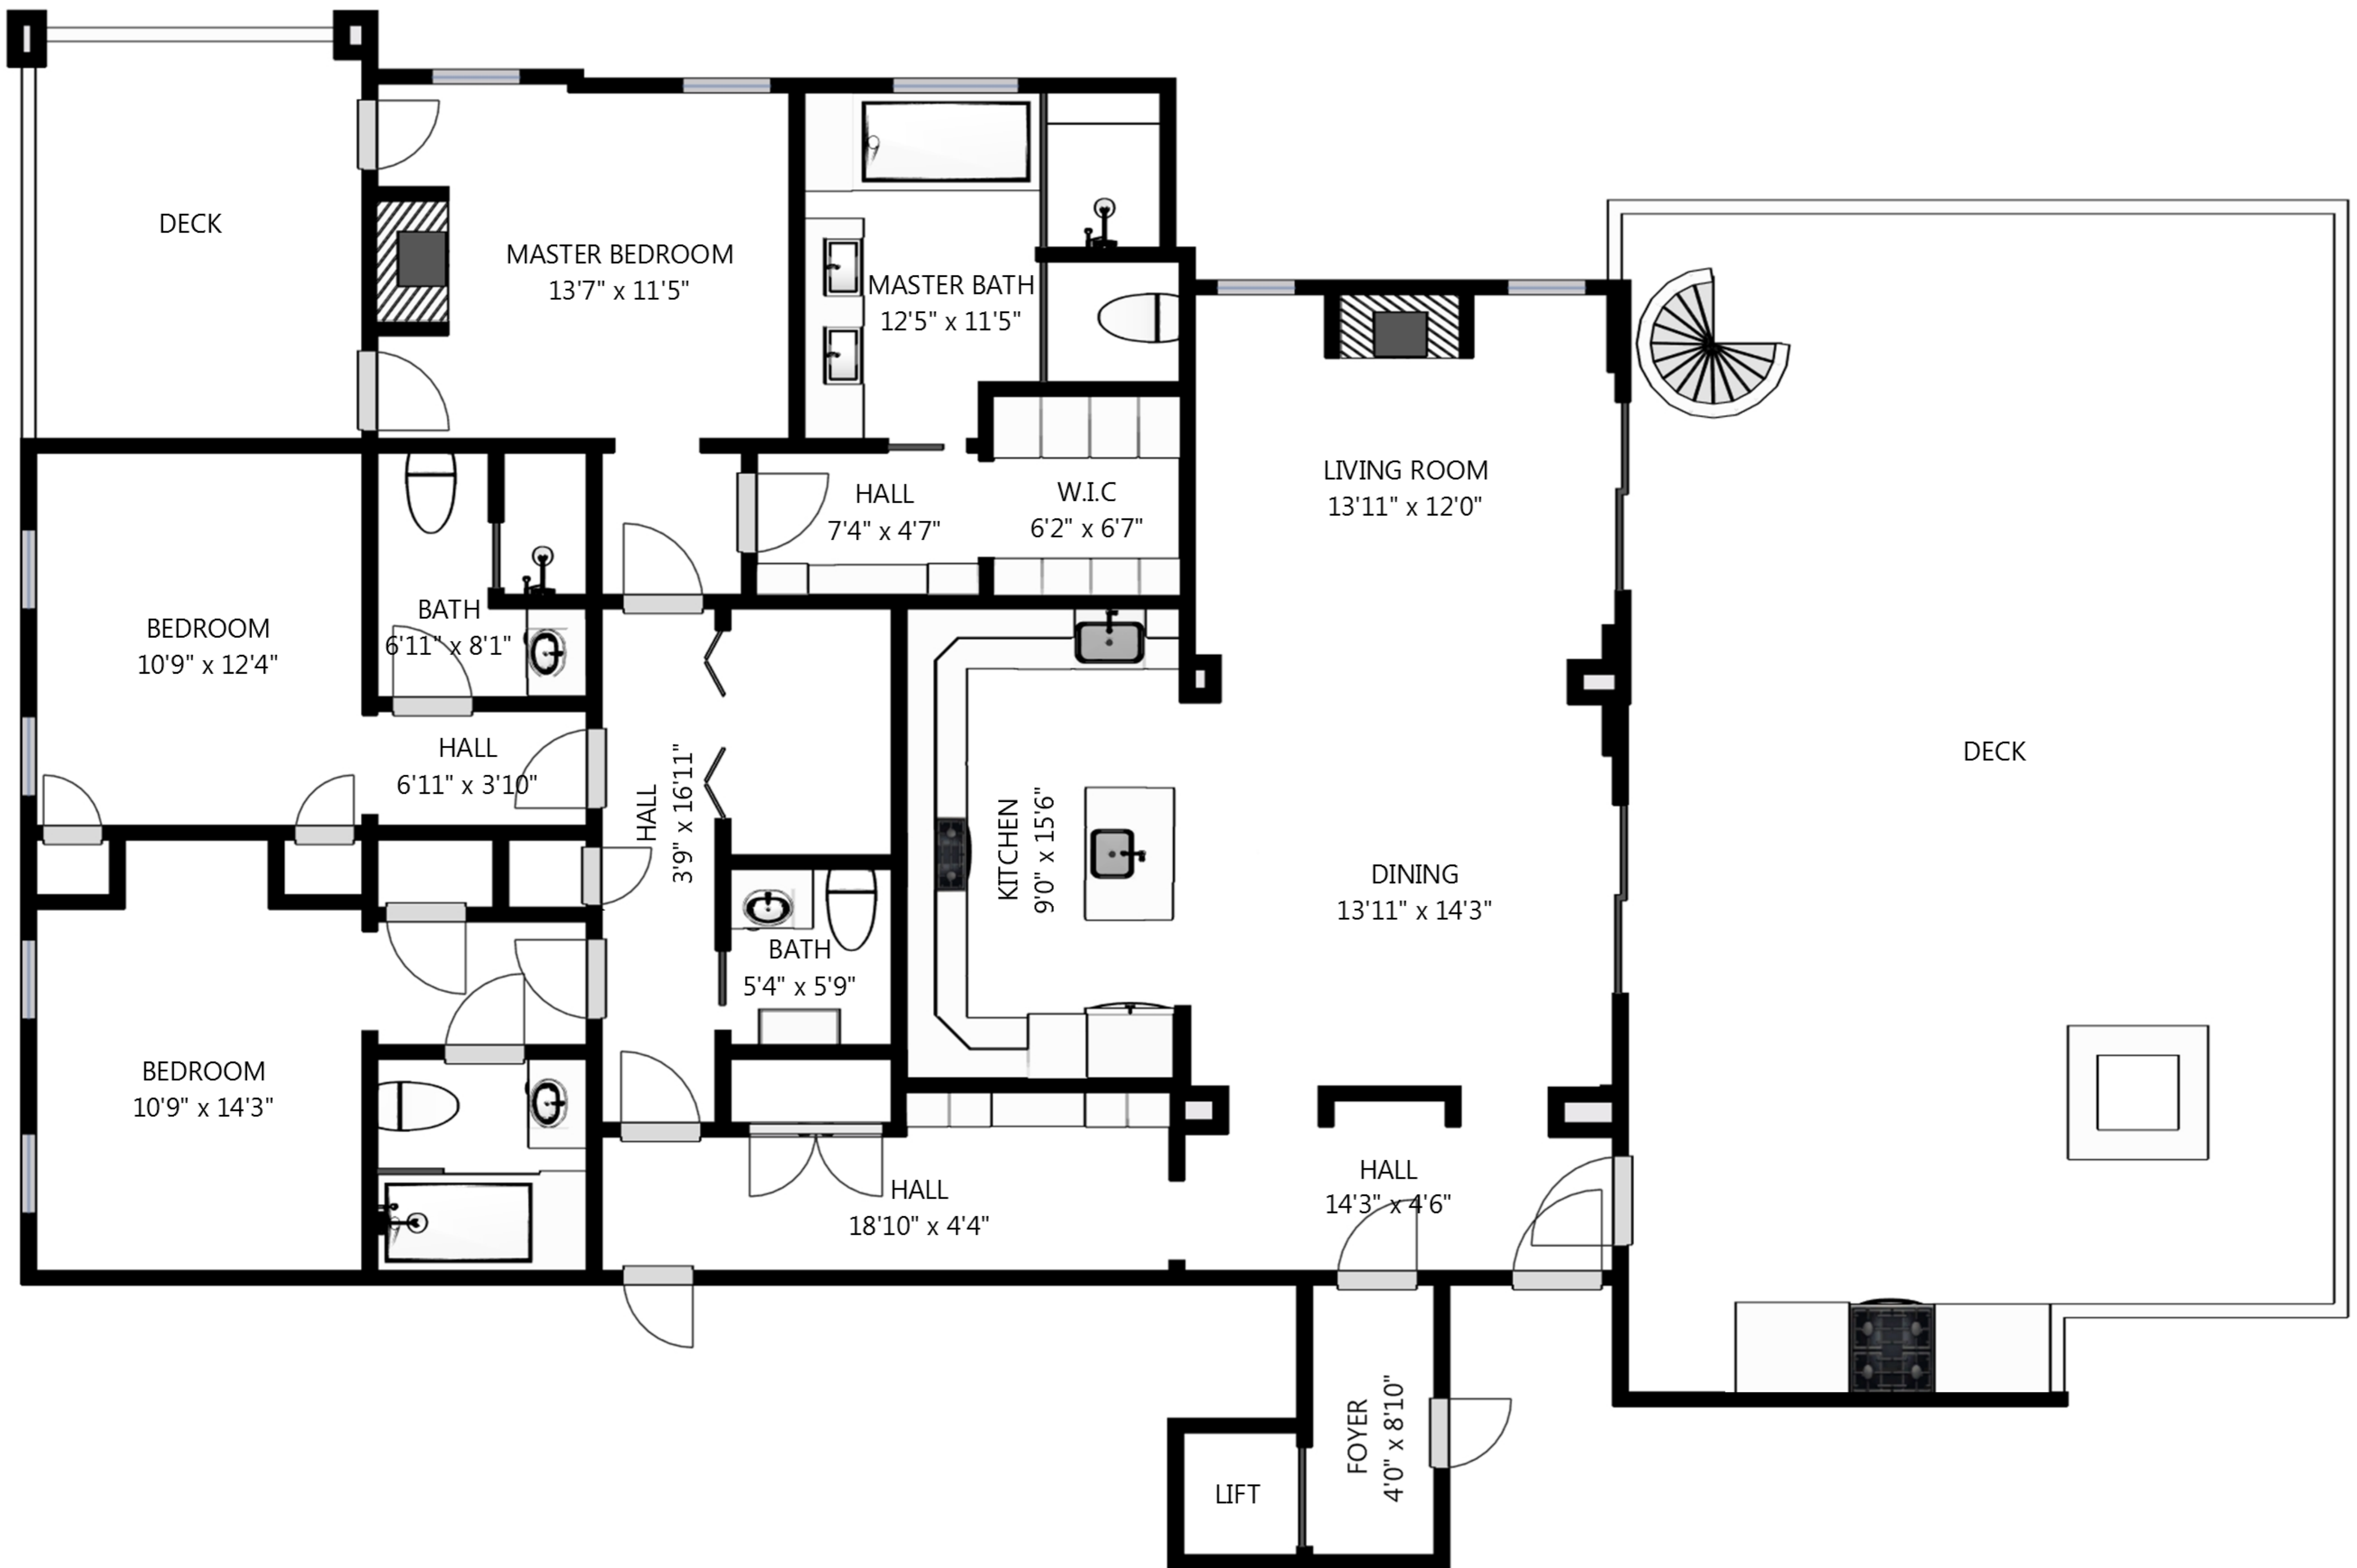 DECK
MASTER BEDROOM
13'7" x 11'5"
MASTER BATH
12'5" x 11'5"
LIVING ROOM
13'11" x 12'0"
HALL
7'4" x 4'7"
W.I.C
6'2" x 6'7"
BATH
6'11" x 8'1"
BEDROOM
10'9" x 12'4"
HALL
6'11" x 3'10"
HALL
3'9" x 16'11"
KITCHEN
9'0" x 15'6"
DECK
DINING
13'11" x 14'3"
BATH
5'4" x 5'9"
BEDROOM
10'9" x 14'3"
HALL
18'10" x 4'4"
HALL
14'3" x 4'6"
FOYER
4'0" x 8'10"
LIFT